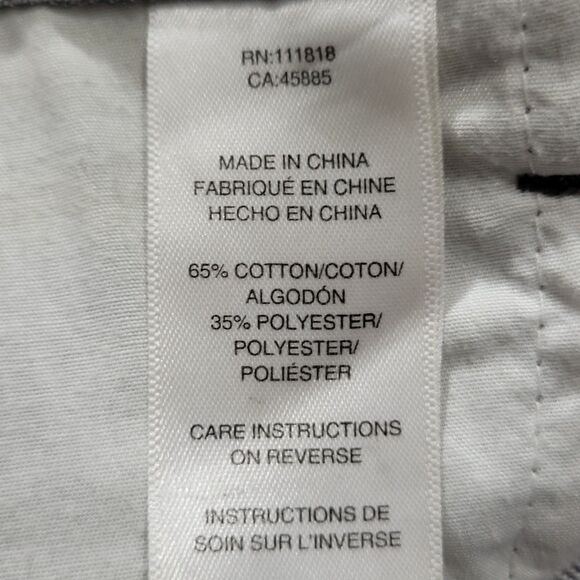 RN:111818
CA:45885
MADE IN CHINA
FABRIQUÉ EN CHINE
HECHO EN CHINA
65% COTTON/COTON/
ALGODÓN
35% POLYESTER/
POLYESTER/
POLIÉSTER
CARE INSTRUCTIONS
ON REVERSE
INSTRUCTIONS DE
SOIN SUR L'INVERSE